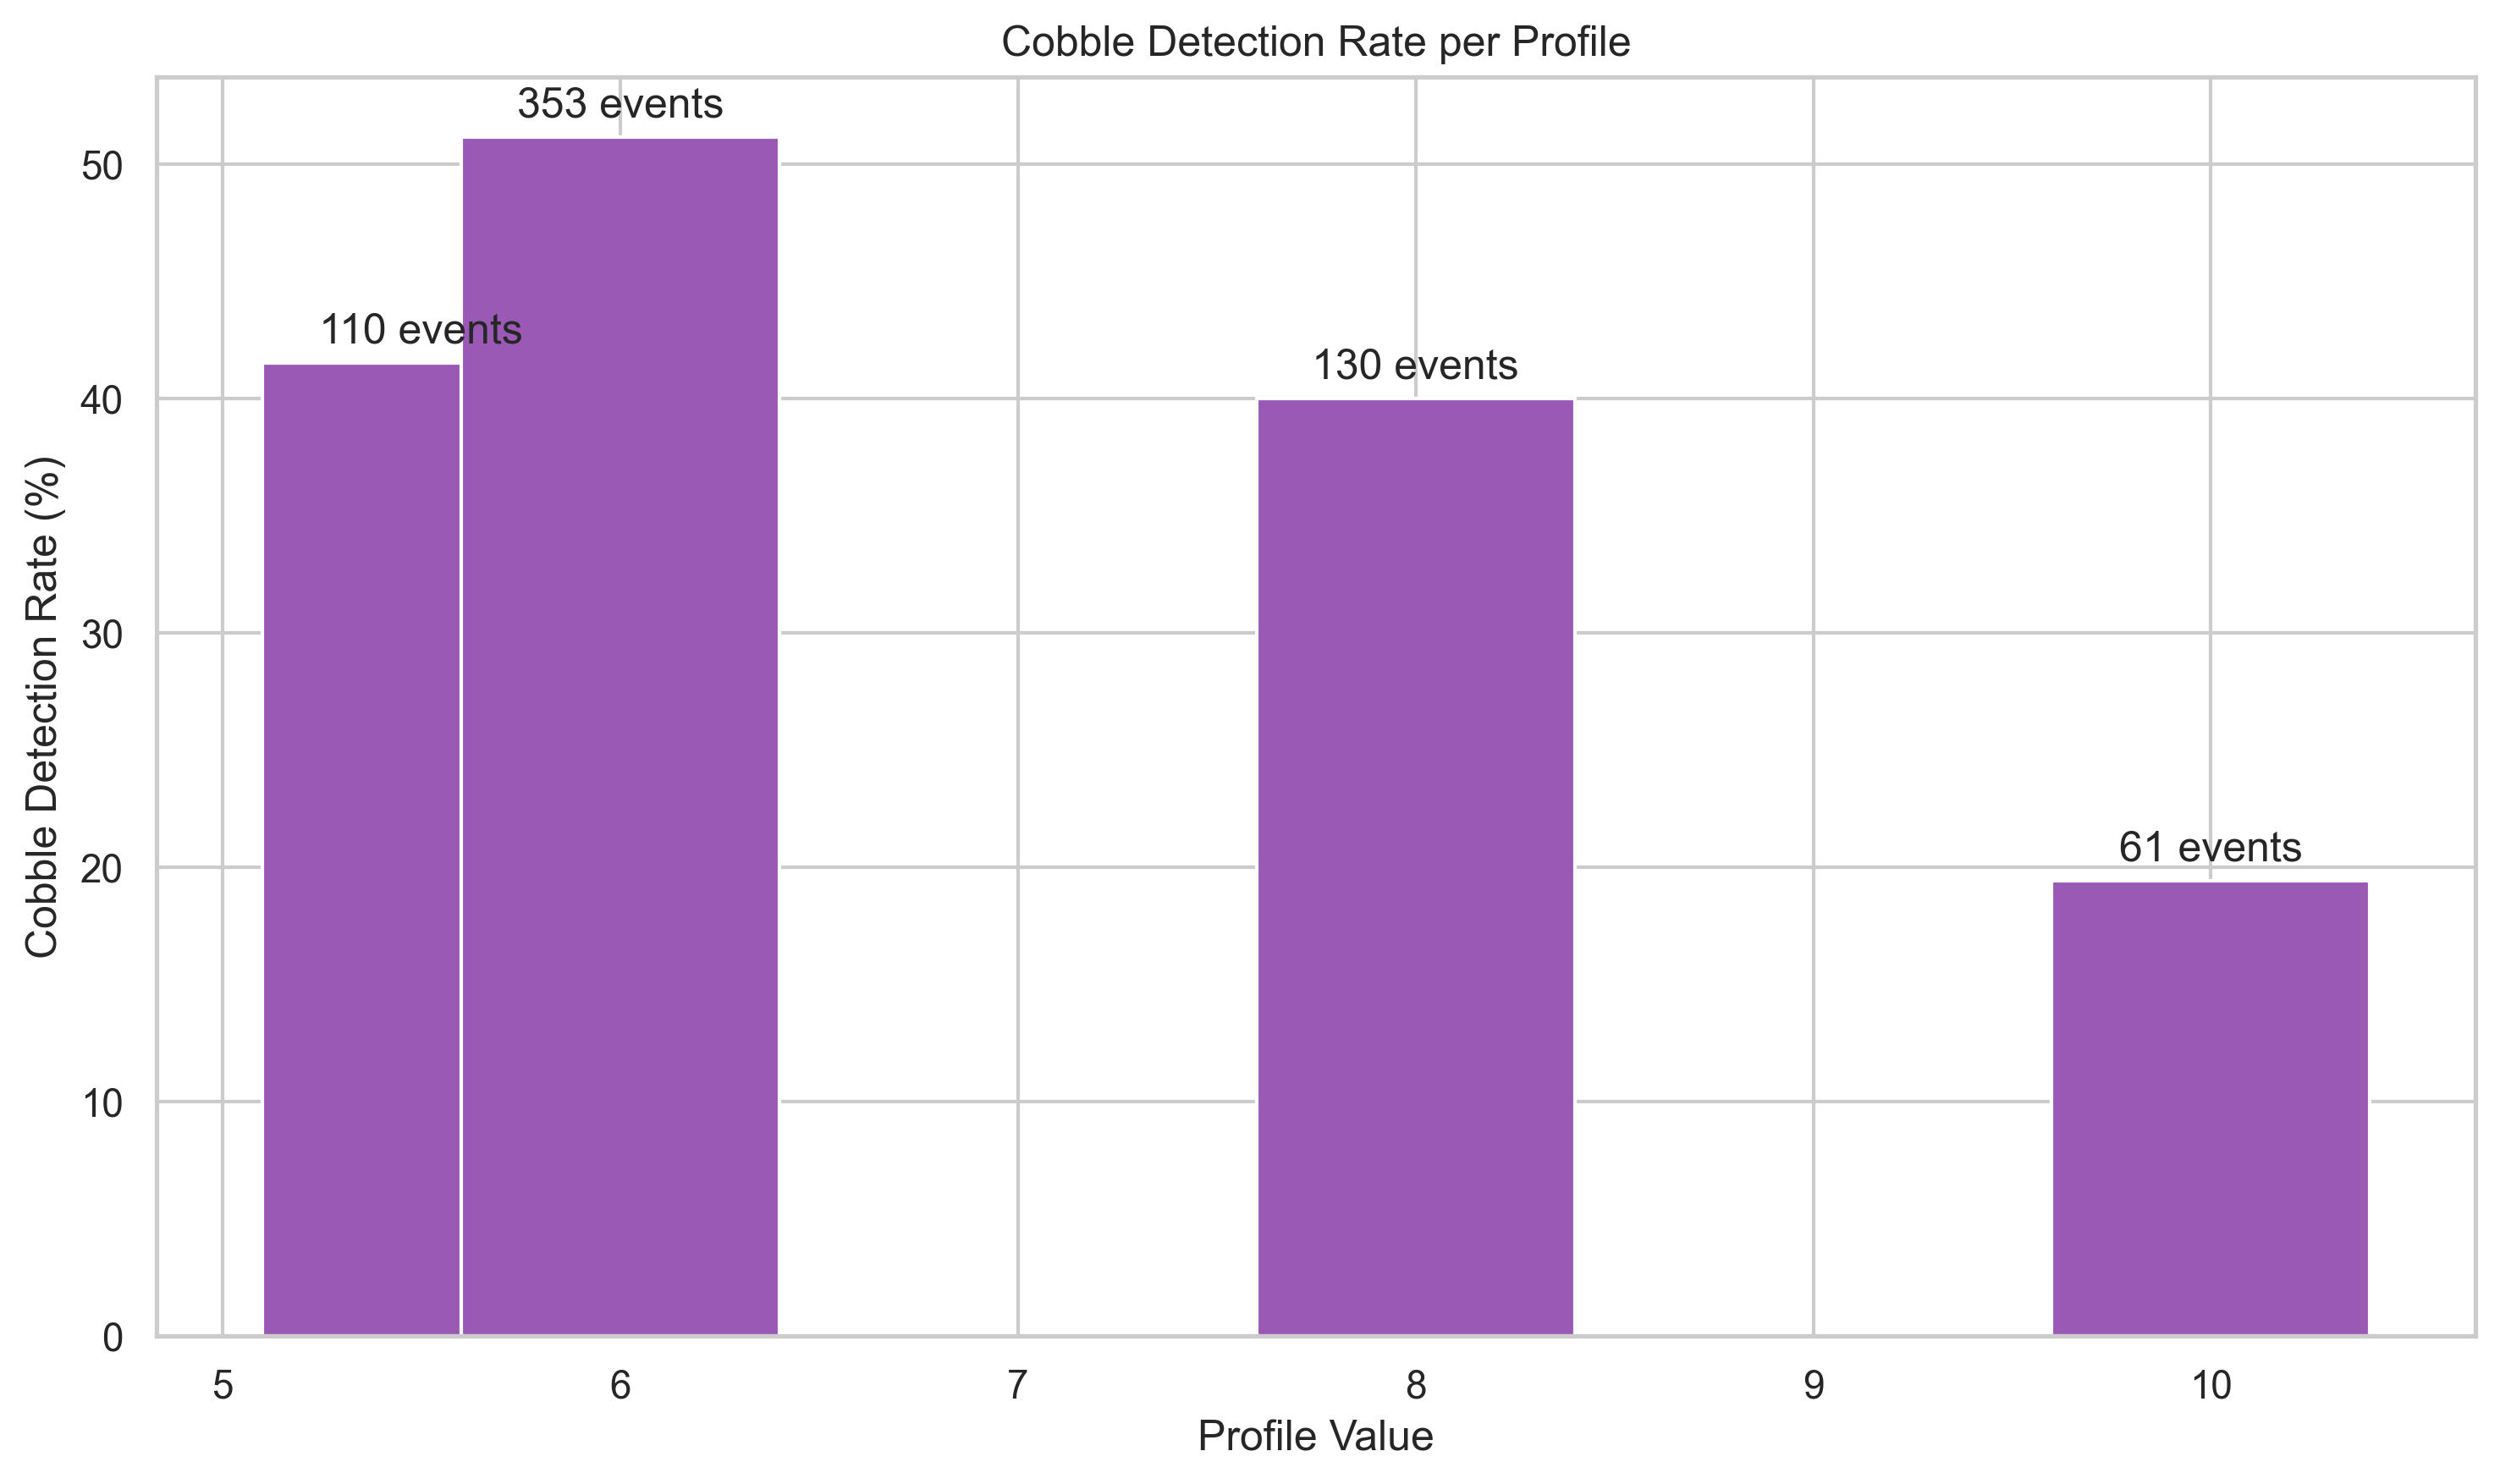 Cobble Detection Rate per Profile
353 events
110 events
130 events
61 events
Cobble Detection Rate (%)
50
40
30
20
10
0
5 6 7 8 9 10
Profile Value